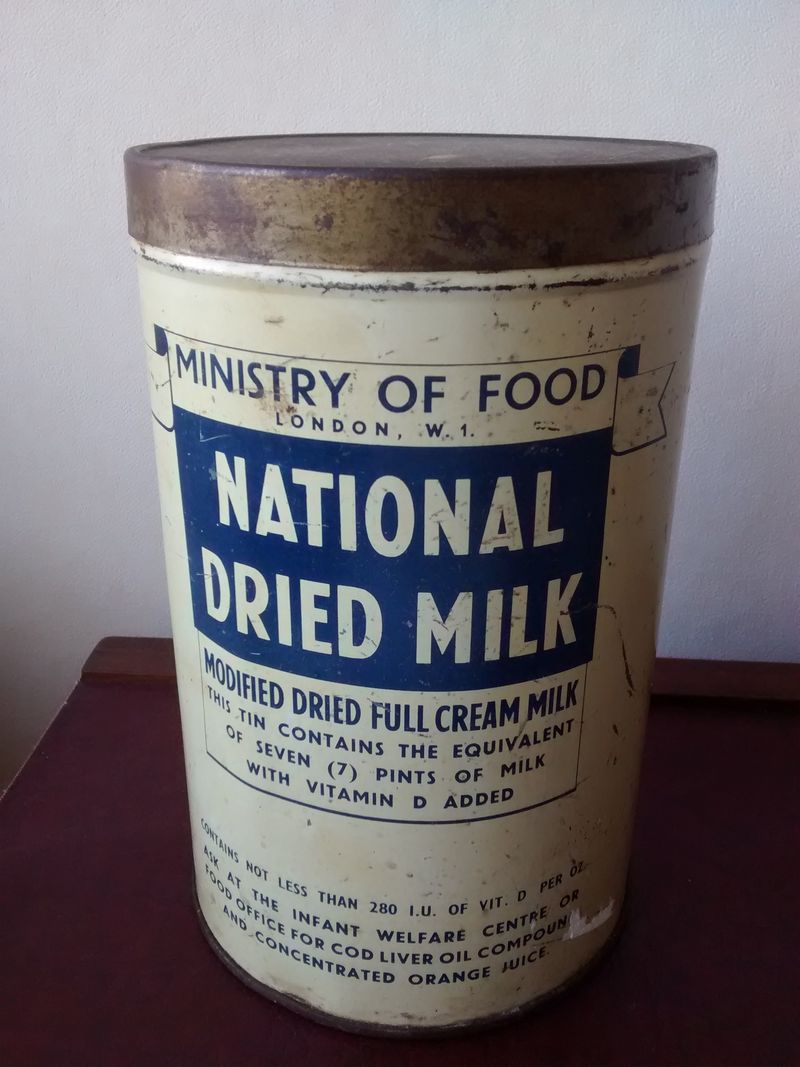 MINISTRY OF FOOD
LONDON, W.1.
NATIONAL
DRIED MILK
MODIFIED DRIED FULL CREAM MILK
THIS TIN CONTAINS THE EQUIVALENT
OF SEVEN (7) PINTS OF MILK
WITH VITAMIN D ADDED
CONTAINS NOT LESS THAN 280 I.U. OF VIT. D PER OZ.
ASK AT THE INFANT WELFARE CENTRE OR
FOOD OFFICE FOR COD LIVER OIL COMPOUND
AND CONCENTRATED ORANGE JUICE.